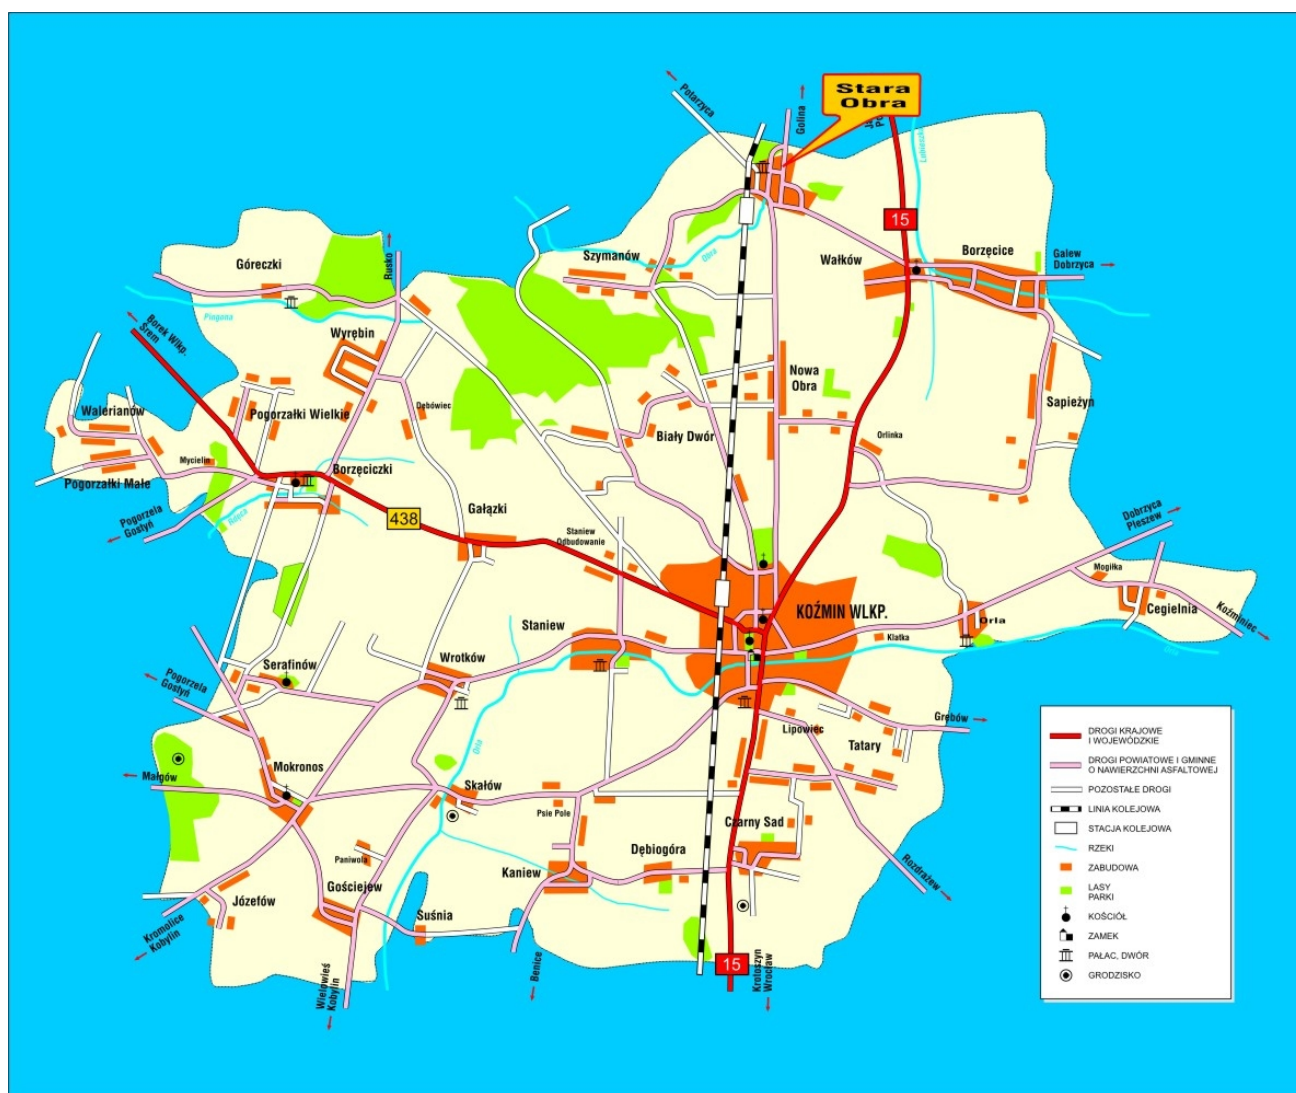 Stara
Obra
Potarzyca
Golina
15
Obra
Szymanów
Wałków
Borzęcice
Galew
Dobrzyca
Góreczki
Rusko
Pogona
Borek Wlkp.
Śrem
Wyrębin
Dębówiec
Nowa
Obra
Sapieżyn
Walerianów
Pogorzałki Wielkie
Biały Dwór
Orlinka
Mycielin
Borzęciczki
Pogorzałki Małe
Pogorzela
Gostyń
Rdęca
438
Gałązki
Staniew
Odbudowanie
Dobrzyca
Pleszew
Mogiłka
Cegielnia
Koźminiec
KOŹMIN WLKP.
Orla
Orla
Klatka
Staniew
Wrotków
Serafinów
Pogorzela
Gostyń
Orla
Grębów
Lipowiec
Tatary
Małgów
Mokronos
Skałów
Psie Pole
Czarny Sad
Paniwola
Gościejew
Kaniew
Dębiogóra
Rozdrażew
Józefów
Suśnia
Kromolice
Kobylin
Wielowieś
Kobylin
Benice
15
Krotoszyn
Wrocław
DROGI KRAJOWE
I WOJEWÓDZKIE
DROGI POWIATOWE I GMINNE
O NAWIERZCHNI ASFALTOWEJ
POZOSTAŁE DROGI
LINIA KOLEJOWA
STACJA KOLEJOWA
RZEKI
ZABUDOWA
LASY
PARKI
KOŚCIÓŁ
ZAMEK
PAŁAC, DWÓR
GRODZISKO